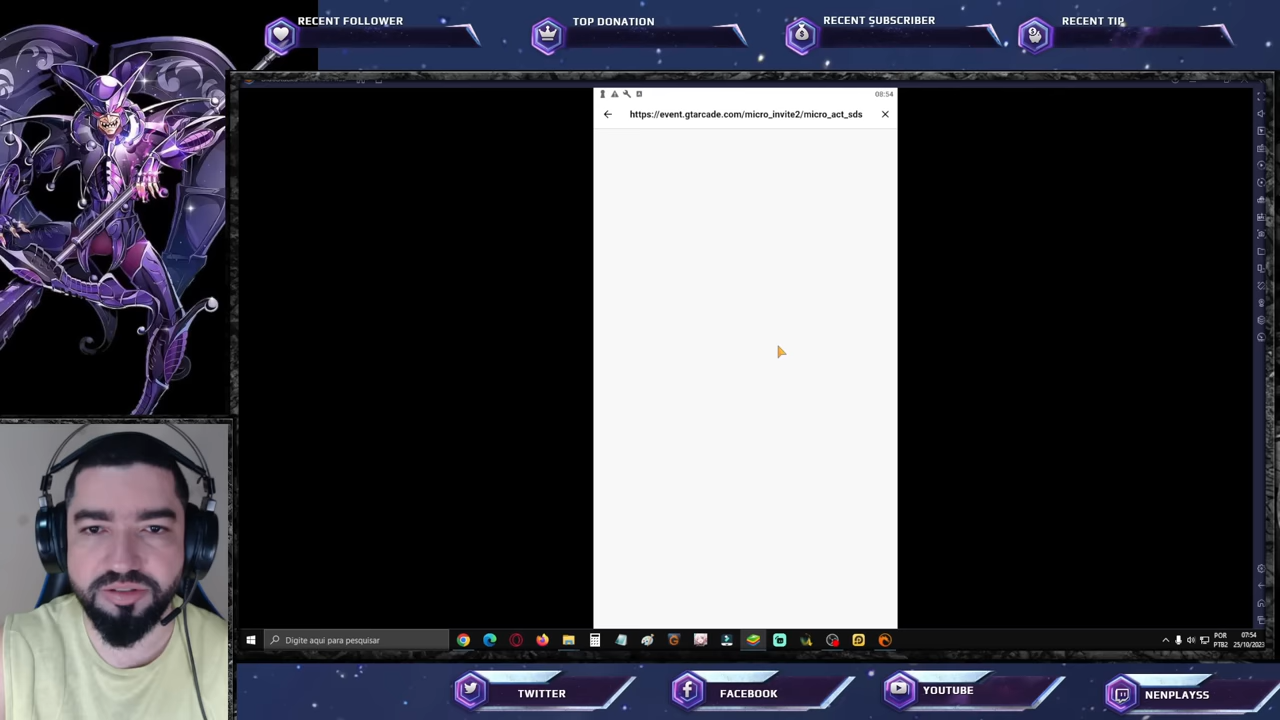 RECENT FOLLOWER
TOP DONATION
RECENT SUBSCRIBER
RECENT TIP
08:54
https://event.gtarcade.com/micro_invite2/micro_act_sds
Digite aqui para pesquisar
POR
PTB2
07:54
25/10/2023
TWITTER
FACEBOOK
YOUTUBE
NENPLAYSS